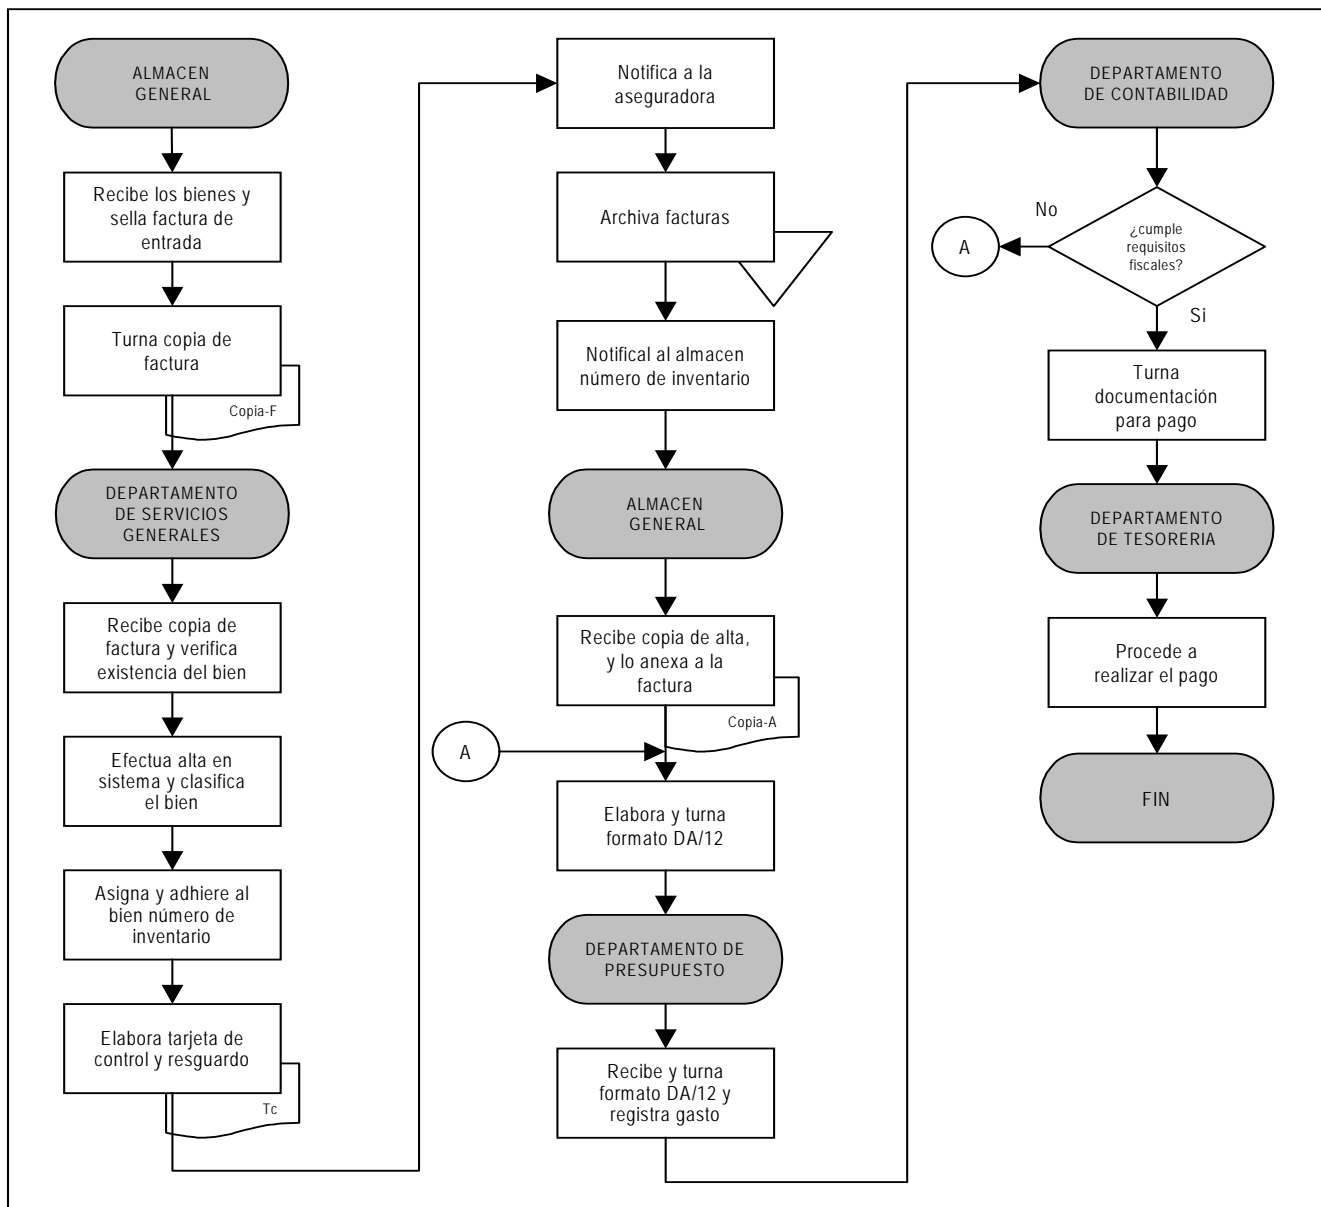 ALMACEN
GENERAL
Recibe los bienes y
sella factura de
entrada
Turna copia de
factura
Copia-F
DEPARTAMENTO
DE SERVICIOS
GENERALES
Recibe copia de
factura y verifica
existencia del bien
Efectua alta en
sistema y clasifica
el bien
Asigna y adhiere al
bien número de
inventario
Elabora tarjeta de
control y resguardo
Tc
Notifica a la
aseguradora
Archiva facturas
Notifical al almacen
número de inventario
ALMACEN
GENERAL
Recibe copia de alta,
y lo anexa a la
factura
Copia-A
A
Elabora y turna
formato DA/12
DEPARTAMENTO DE
PRESUPUESTO
Recibe y turna
formato DA/12 y
registra gasto
DEPARTAMENTO
DE CONTABILIDAD
No
A
¿cumple
requisitos
fiscales?
Si
Turna
documentación
para pago
DEPARTAMENTO
DE TESORERIA
Procede a
realizar el pago
FIN